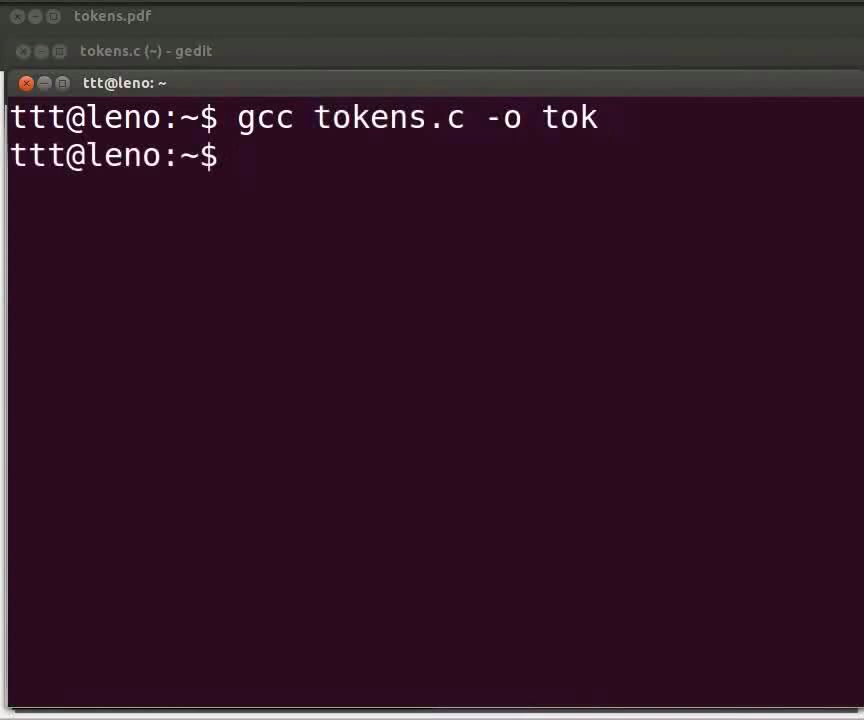 tokens.pdf
tokens.c (~) - gedit
ttt@leno: ~
ttt@leno:~$ gcc tokens.c -o tok
ttt@leno:~$